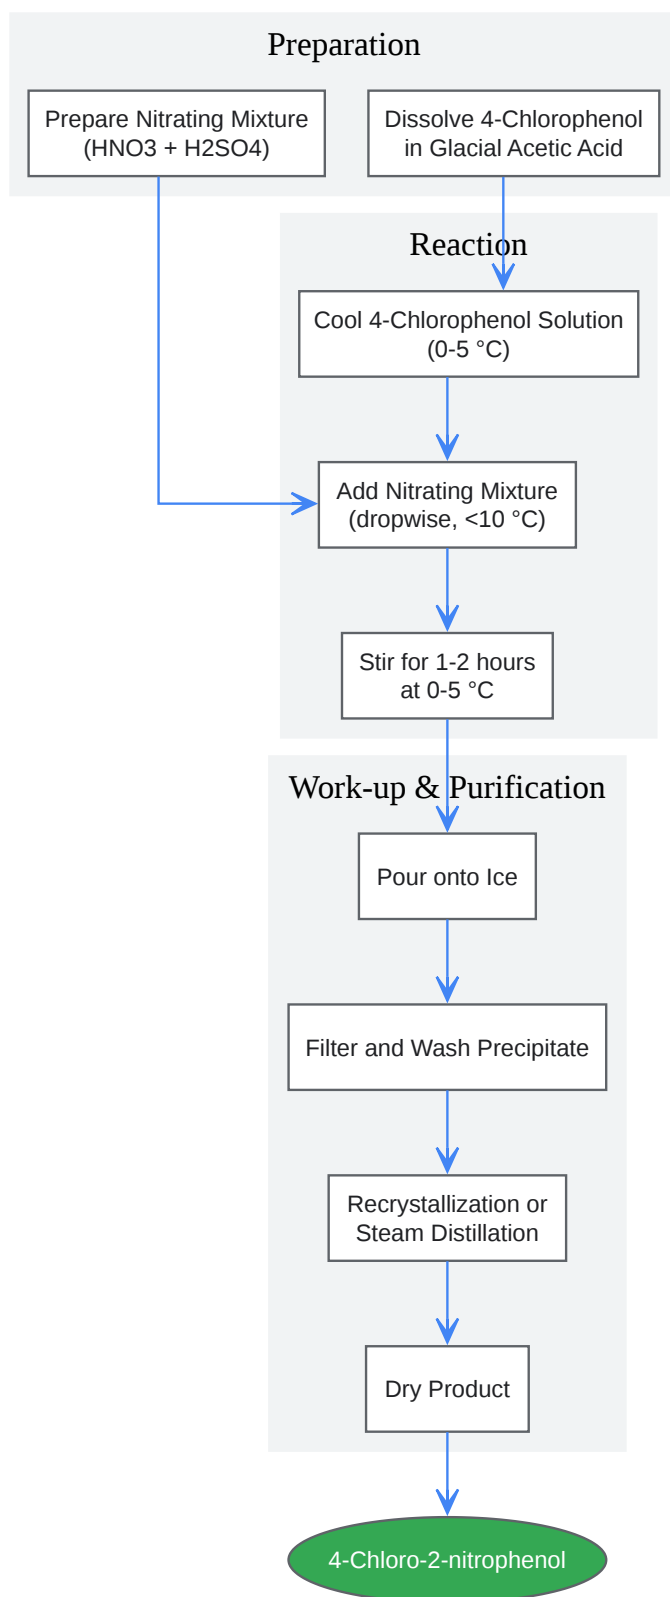 Preparation
Prepare Nitrating Mixture
(HNO3 + H2SO4)
Dissolve 4-Chlorophenol
in Glacial Acetic Acid
Reaction
Cool 4-Chlorophenol Solution
(0-5 °C)
Add Nitrating Mixture
(dropwise, <10 °C)
Stir for 1-2 hours
at 0-5 °C
Work-up & Purification
Pour onto Ice
Filter and Wash Precipitate
Recrystallization or
Steam Distillation
Dry Product
4-Chloro-2-nitrophenol